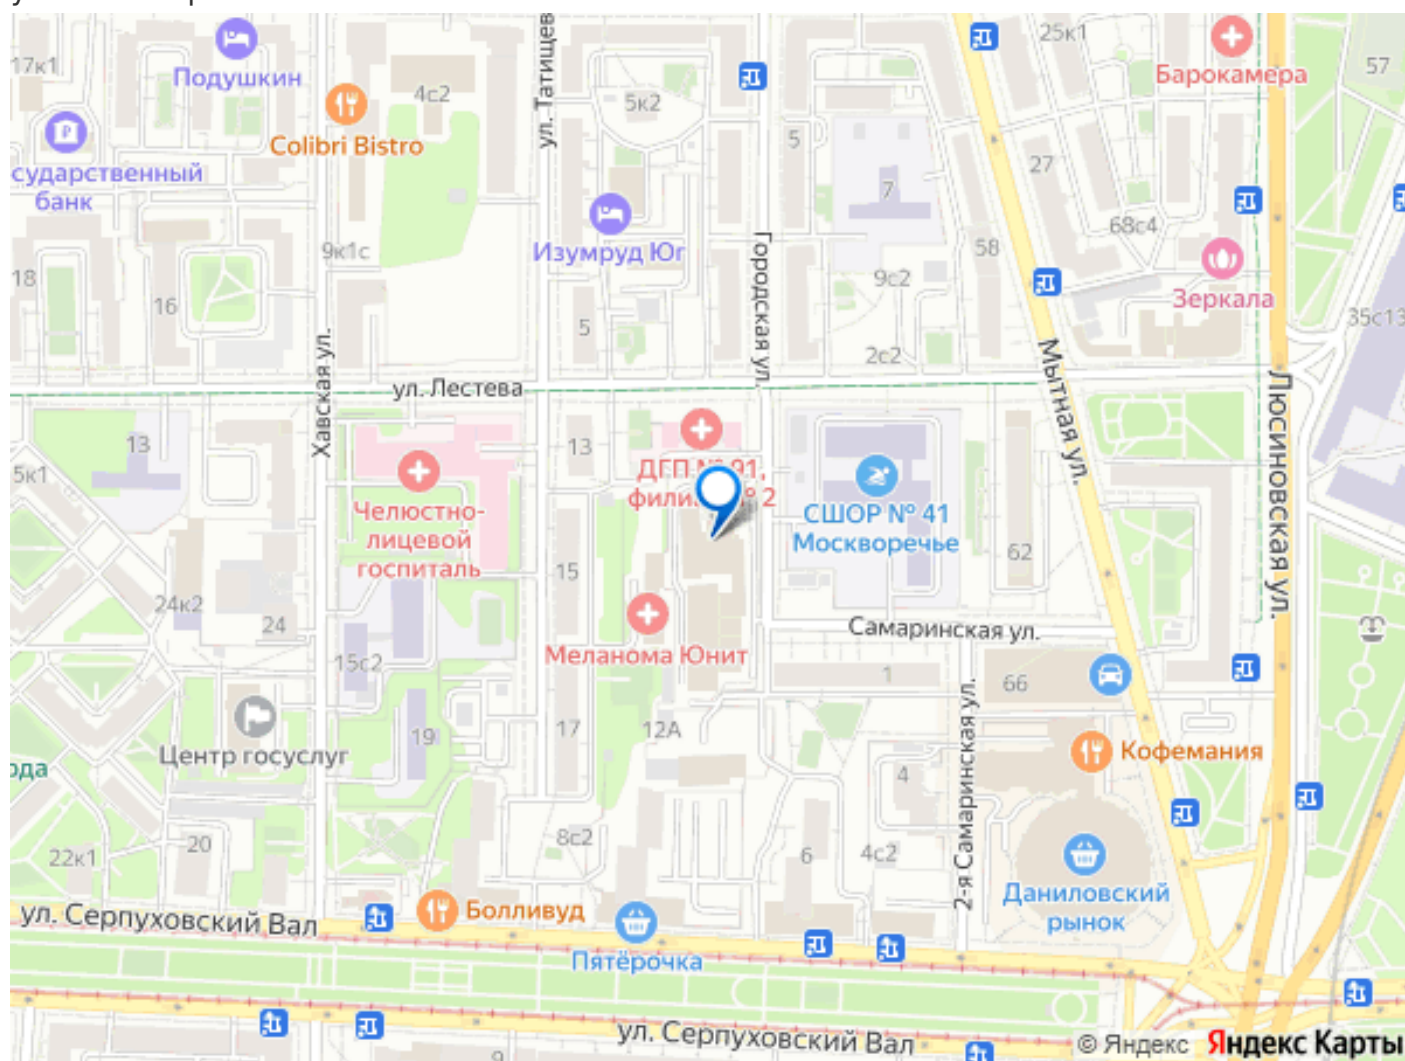 17к1
Подушкин
4с2
Colibri Bistro
ул. Татищев
5к2
25к1
Барокамера
57
5
27
7
68с4
сударственный
банк
Изумруд Юг
58
9к1с
18
16
5
9с2
Зеркала
35с13
2с2
Городская ул.
Хавская ул.
ул. Лестева
Мытная ул.
Люсиновская ул.
13
5к1
13
ДГП № 91,
Челюстно-
лицевой
госпиталь
СШОР № 41
Москворечье
62
15
24к2
24
Самаринская ул.
Меланома Юнит
15с2
1
66
Центр госуслуг
19
17
12А
Кофемания
ода
4
2-я Самаринская ул.
22к1
20
8с2
6
4с2
Даниловский
рынок
ул. Серпуховский Вал
Болливуд
Пятёрочка
ул. Серпуховский Вал
9
© Яндекс Яндекс Карты